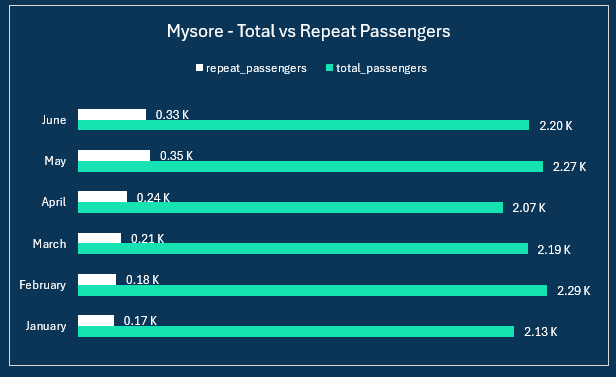 Mysore - Total vs Repeat Passengers
repeat_passengers total_passengers
June 0.33 K
2.20 K
May 0.35 K
2.27 K
April 0.24 K
2.07 K
March 0.21 K
2.19 K
February 0.18 K
2.29 K
January 0.17 K
2.13 K